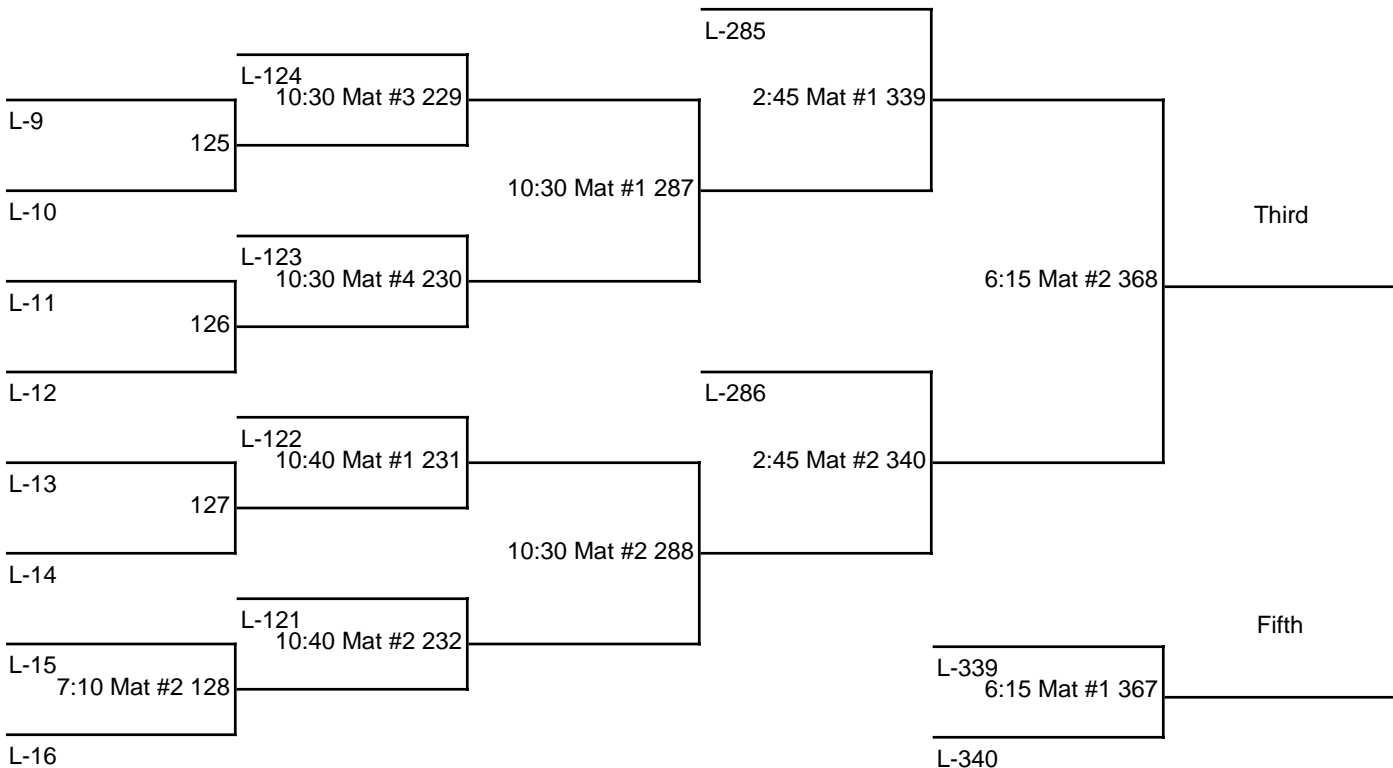 L-285
L-124
10:30 Mat #3 229
2:45 Mat #1 339
L-9
125
10:30 Mat #1 287
L-10
Third
L-123
10:30 Mat #4 230
6:15 Mat #2 368
L-11
126
L-12
L-286
L-122
10:40 Mat #1 231
2:45 Mat #2 340
L-13
127
10:30 Mat #2 288
L-14
L-121
10:40 Mat #2 232
Fifth
L-15
7:10 Mat #2 128
L-339
6:15 Mat #1 367
L-16
L-340